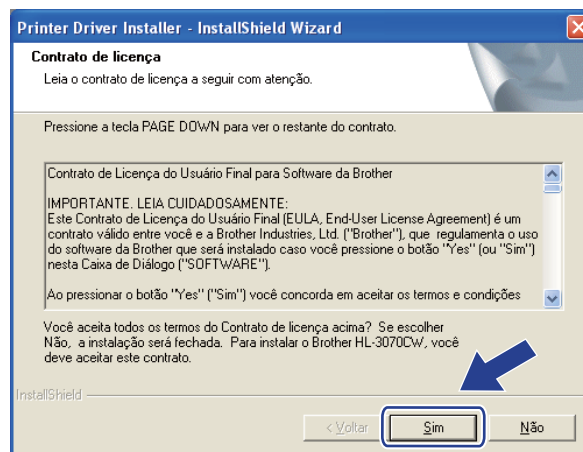 Printer Driver Installer - InstallShield Wizard
Contrato de licença
Leia o contrato de licença a seguir com atenção.
Pressione a tecla PAGE DOWN para ver o restante do contrato.
Contrato de Licença do Usuário Final para Software da Brother
IMPORTANTE. LEIA CUIDADOSAMENTE:
Este Contrato de Licença do Usuário Final (EULA, End-User License Agreement) é um
contrato válido entre você e a Brother Industries, Ltd. ("Brother"), que regulamenta o uso
do software da Brother que será instalado caso você pressione o botão "Yes" (ou "Sim")
nesta Caixa de Diálogo ("SOFTWARE").
Ao pressionar o botão "Yes" ("Sim") você concorda em aceitar os termos e condições
Você aceita todos os termos do Contrato de licença acima? Se escolher
Não, a instalação será fechada. Para instalar o Brother HL-3070CW, você
deve aceitar este contrato.
InstallShield
< Voltar Sim Não